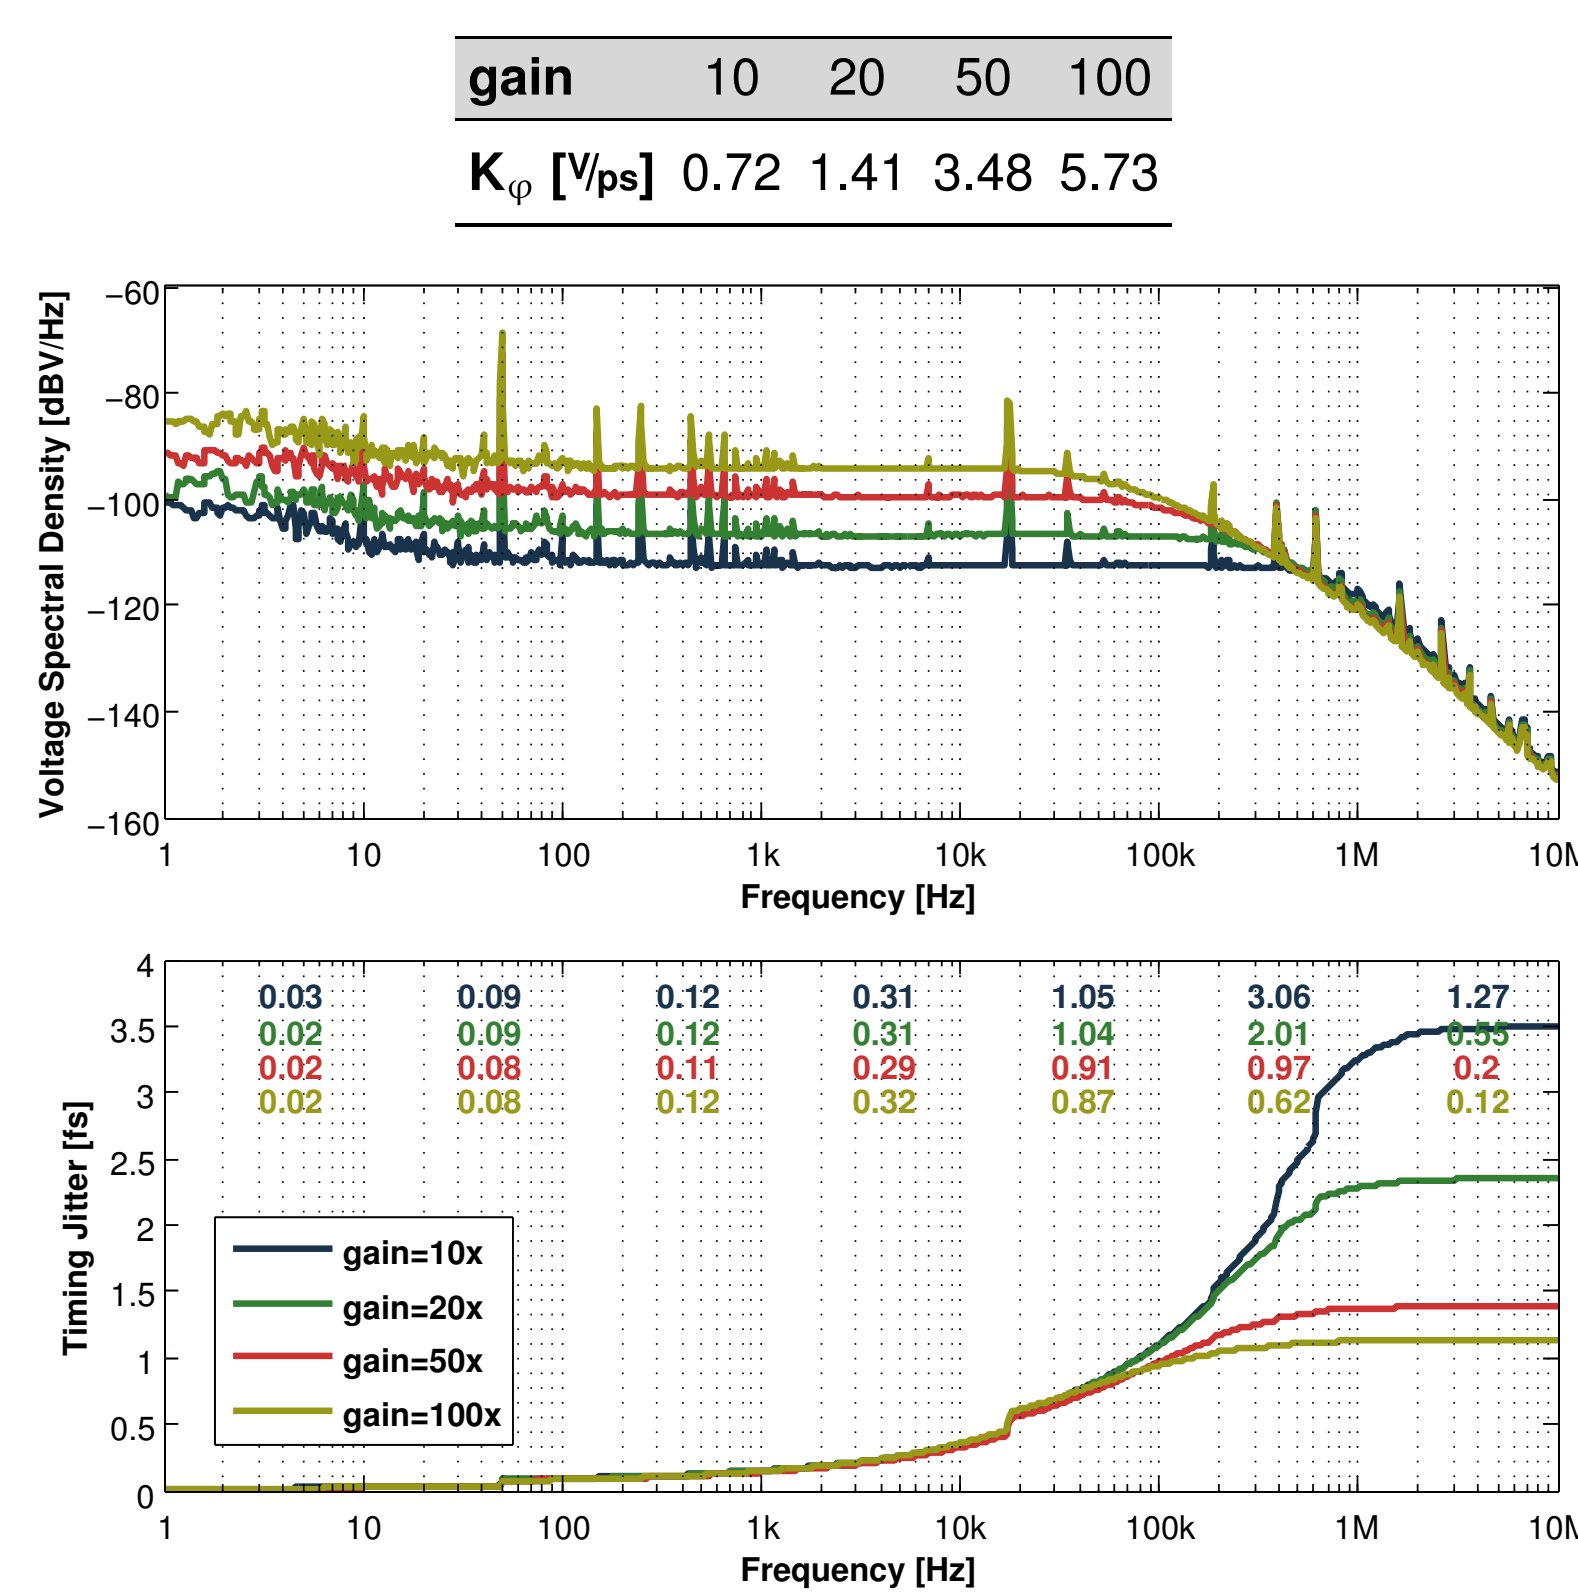 gain 10 20 50 100
Kφ [V/ps] 0.72 1.41 3.48 5.73
Voltage Spectral Density [dBV/Hz]
−60
−80
−100
−120
−140
−160
1 10 100 1k 10k 100k 1M 10M
Frequency [Hz]
Timing Jitter [fs]
4
3.5
3
2.5
2
1.5
1
0.5
0
0.03 0.09 0.12 0.31 1.05 3.06 1.27
0.02 0.09 0.12 0.31 1.04 2.01 0.55
0.02 0.08 0.11 0.29 0.91 0.97 0.2
0.02 0.08 0.12 0.32 0.87 0.62 0.12
gain=10x
gain=20x
gain=50x
gain=100x
1 10 100 1k 10k 100k 1M 10M
Frequency [Hz]